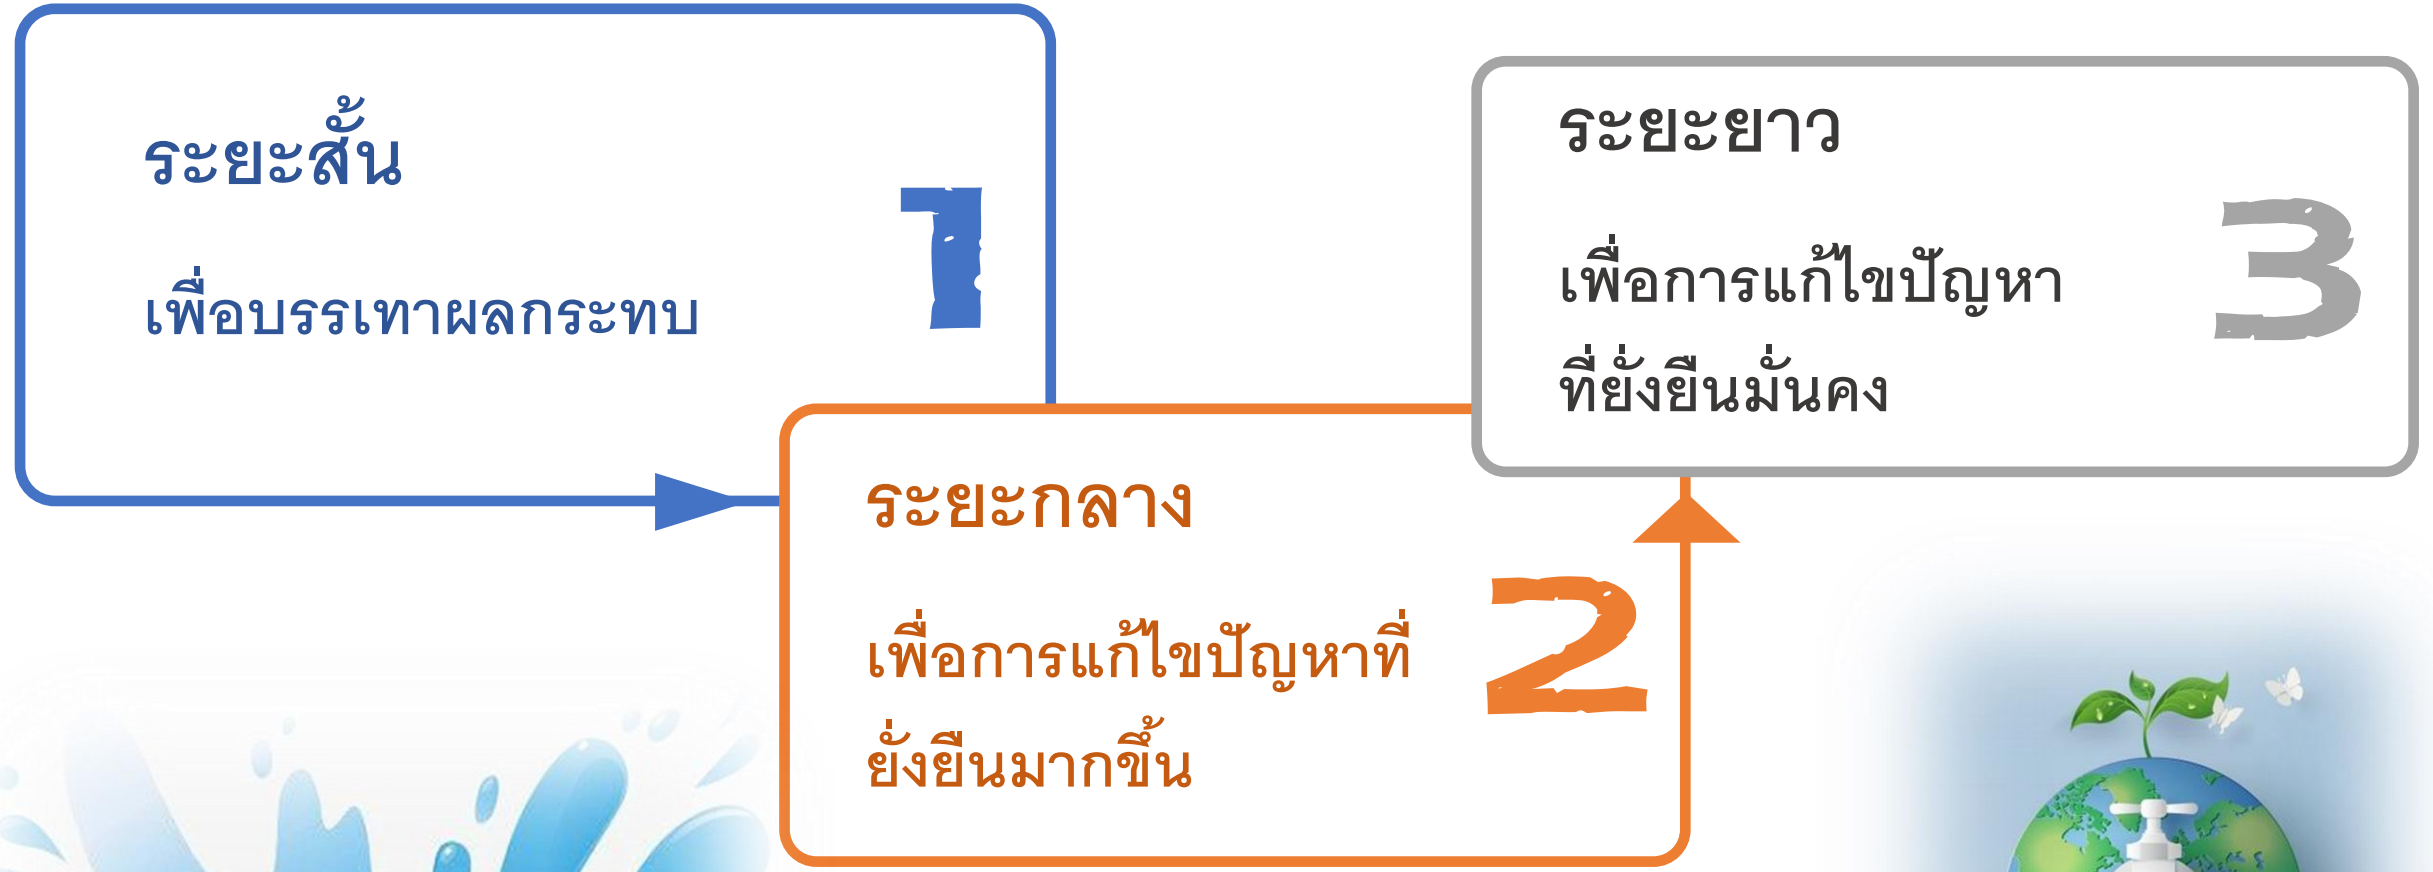 ระยะสั้น
เพื่อบรรเทาผลกระทบ
1
ระยะกลาง
เพื่อการแก้ไขปัญหาที่
ยั่งยืนมากขึ้น
2
ระยะยาว
เพื่อการแก้ไขปัญหา
ที่ยั่งยืนมั่นคง
3